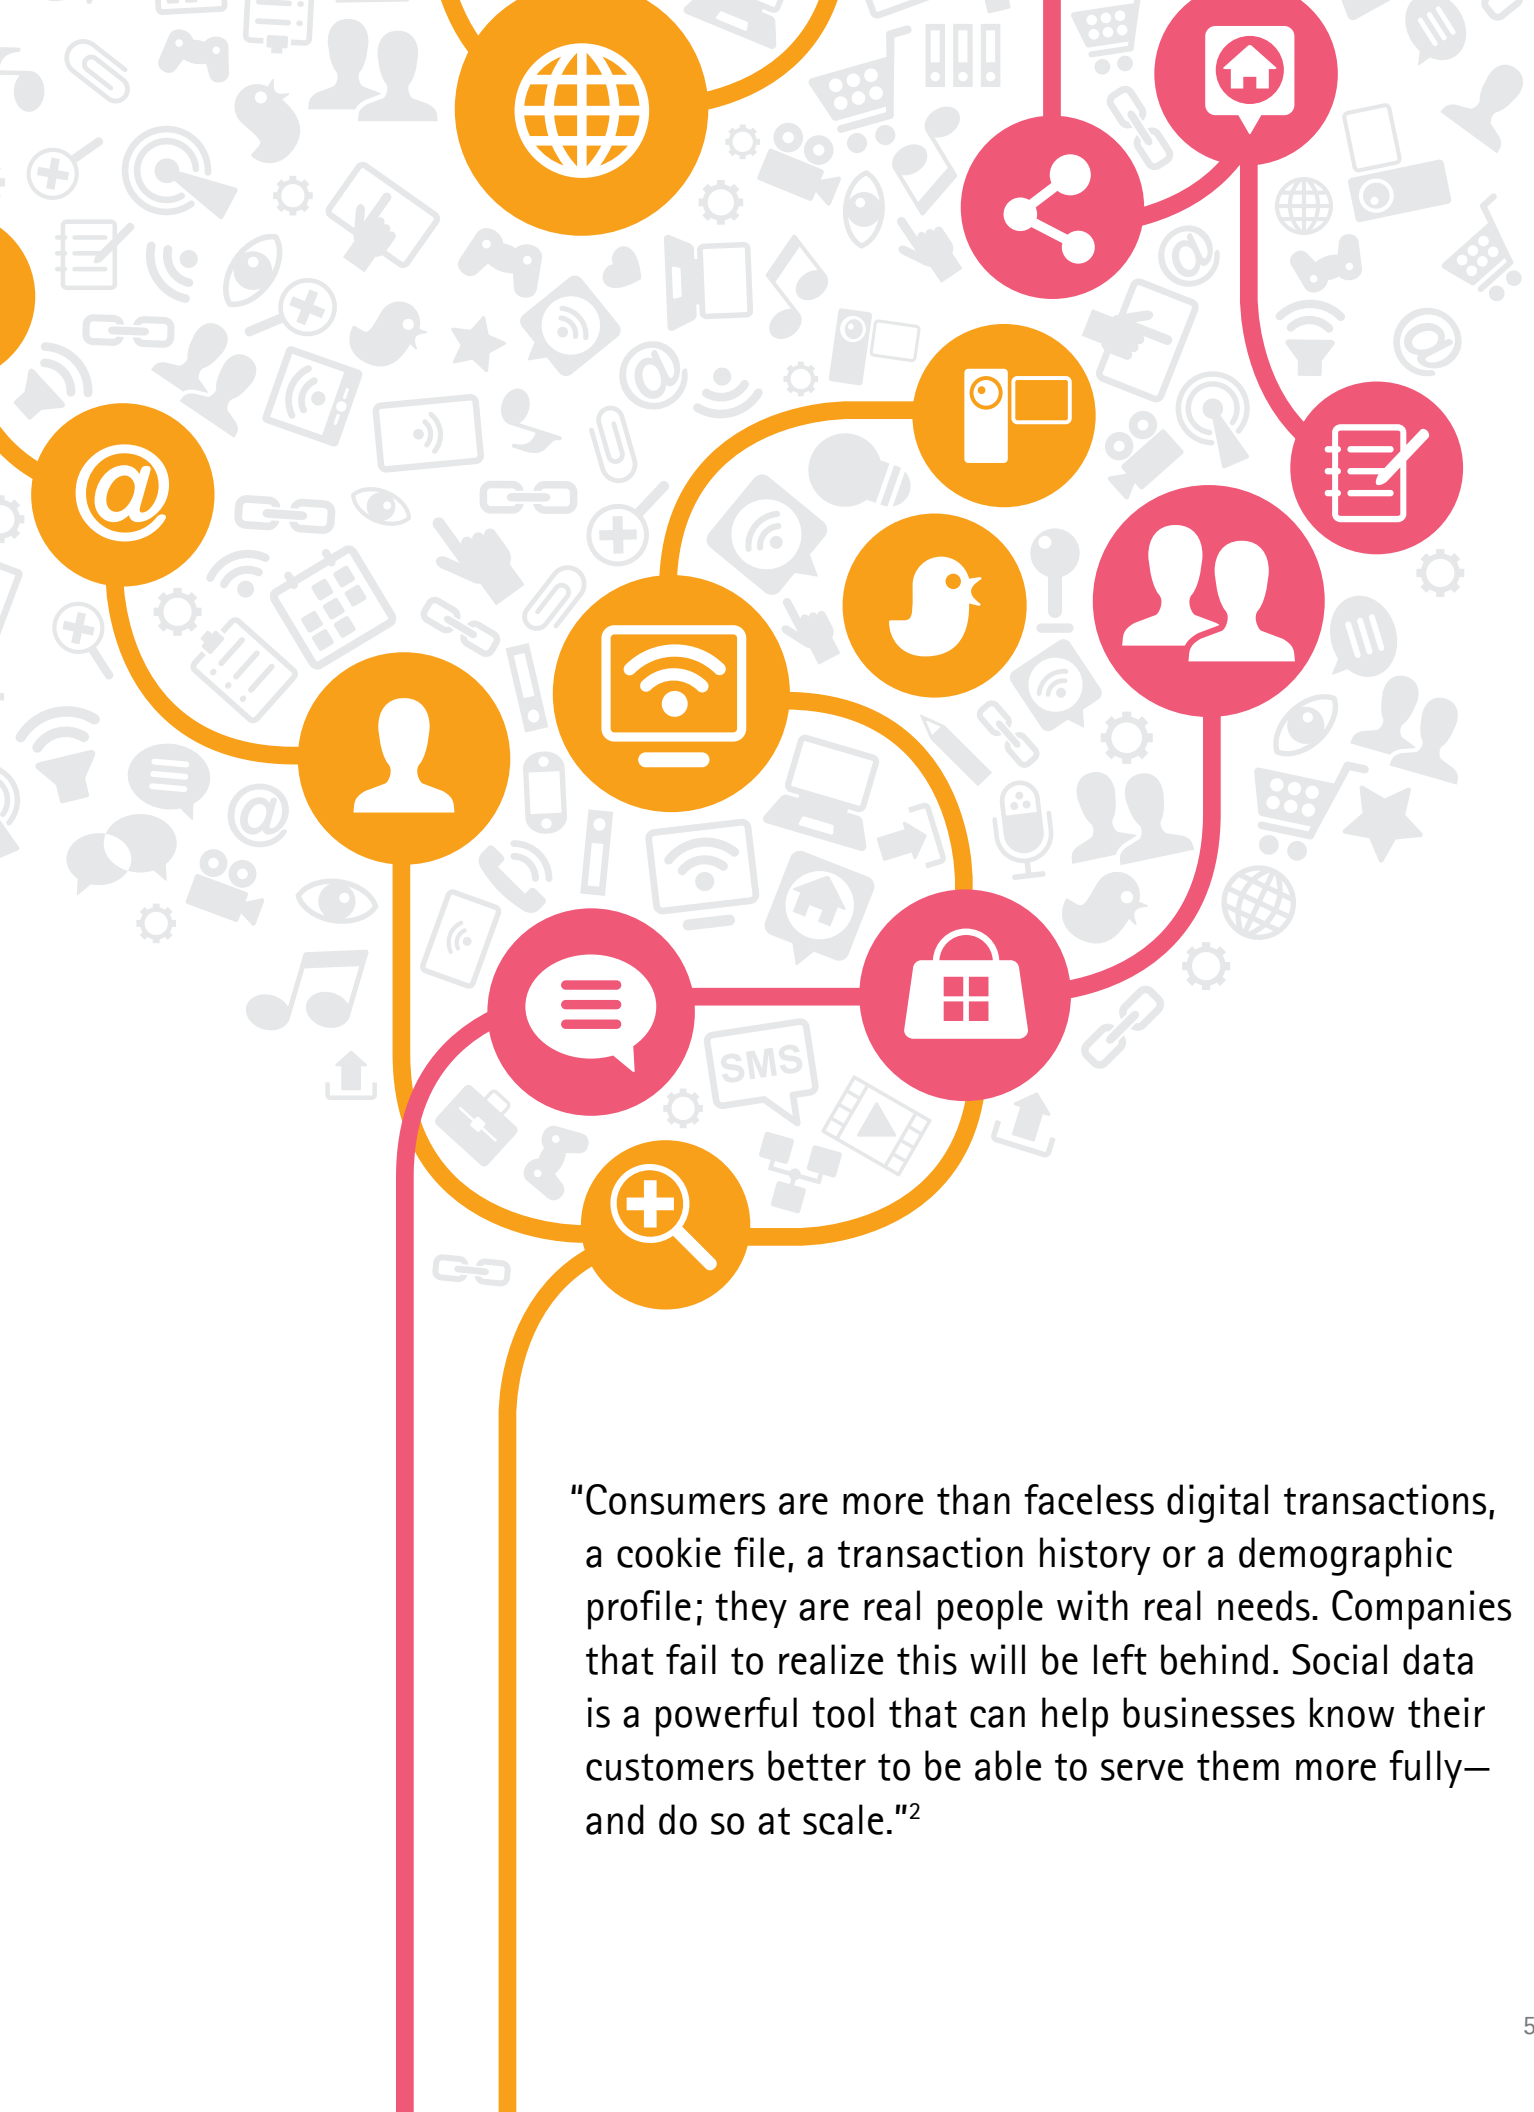 @
SMS
"Consumers are more than faceless digital transactions,
a cookie file, a transaction history or a demographic
profile; they are real people with real needs. Companies
that fail to realize this will be left behind. Social data
is a powerful tool that can help businesses know their
customers better to be able to serve them more fully—
and do so at scale."2
5